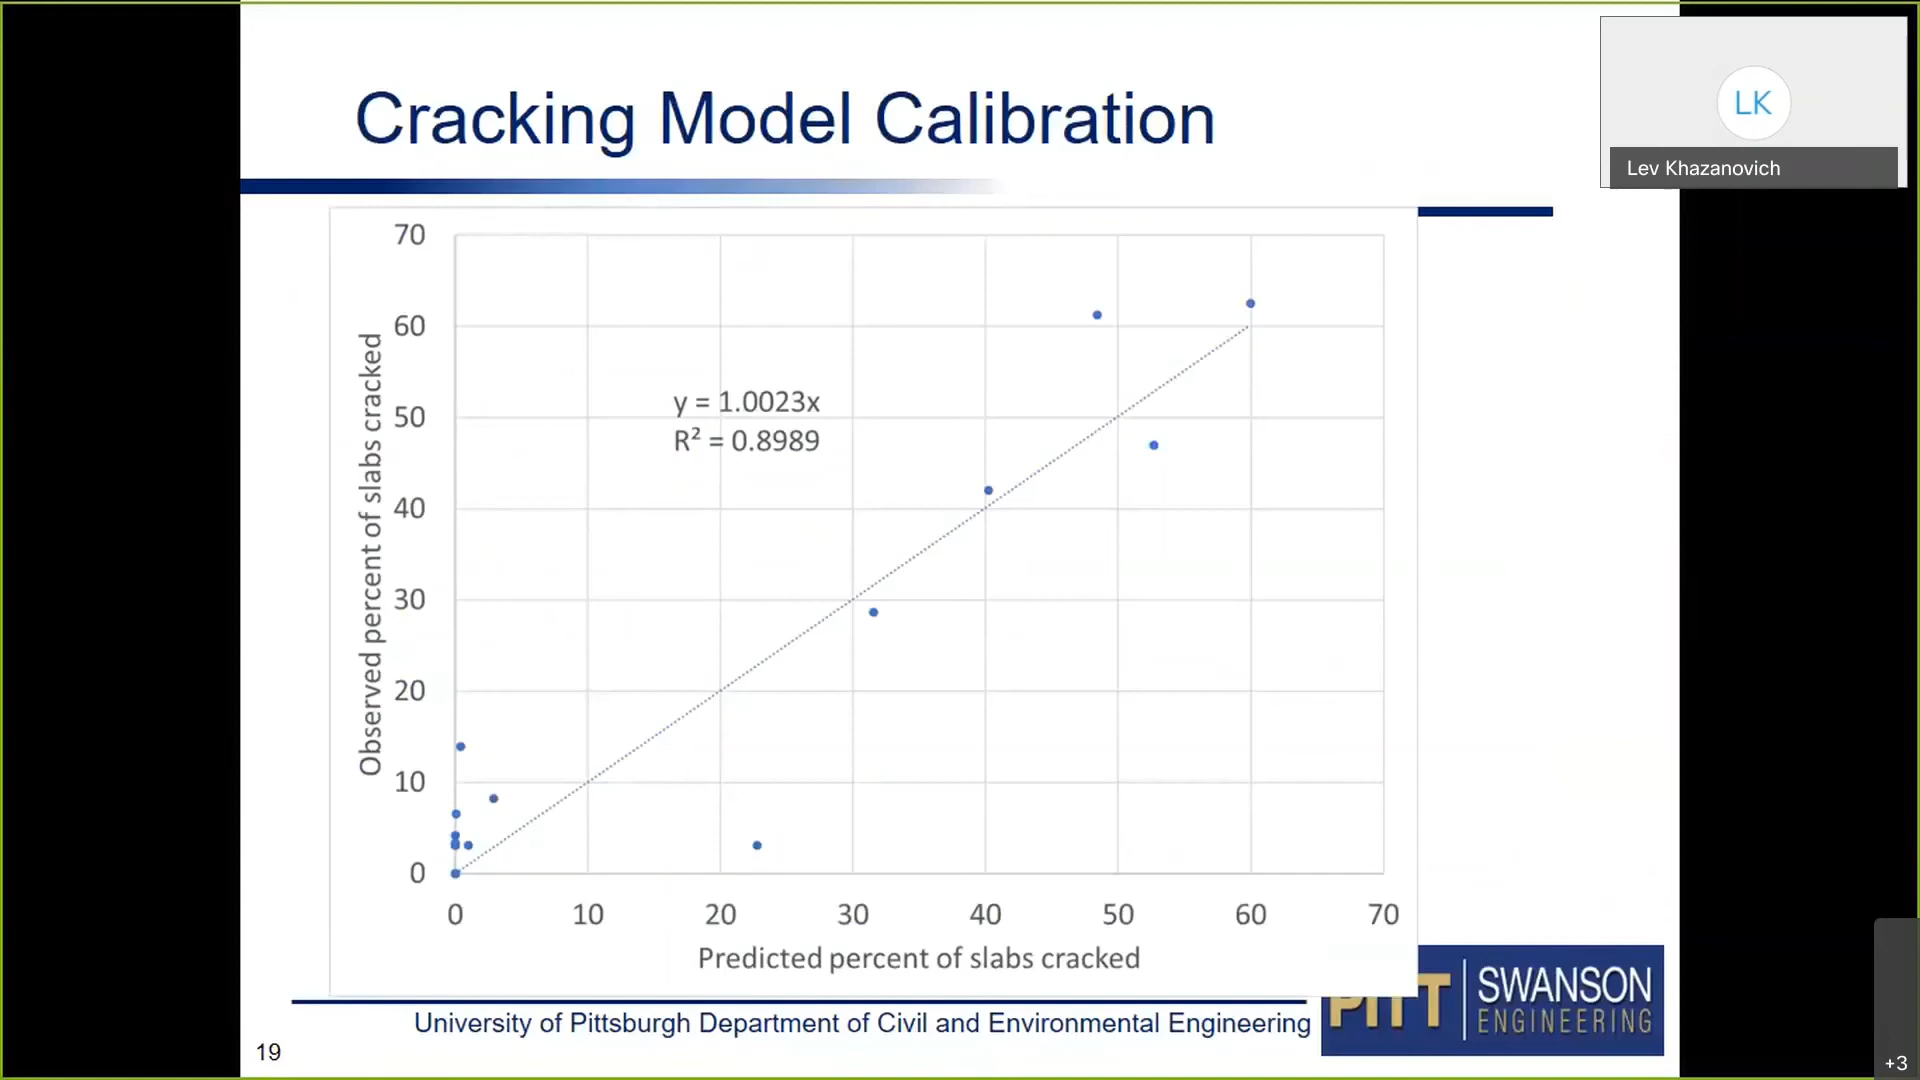 Cracking Model Calibration
LK
Lev Khazanovich
70
60
50
40
30
20
10
0
Observed percent of slabs cracked
y = 1.0023x
R² = 0.8989
0 10 20 30 40 50 60 70
Predicted percent of slabs cracked
University of Pittsburgh Department of Civil and Environmental Engineering
PITT
SWANSON
ENGINEERING
19
+3